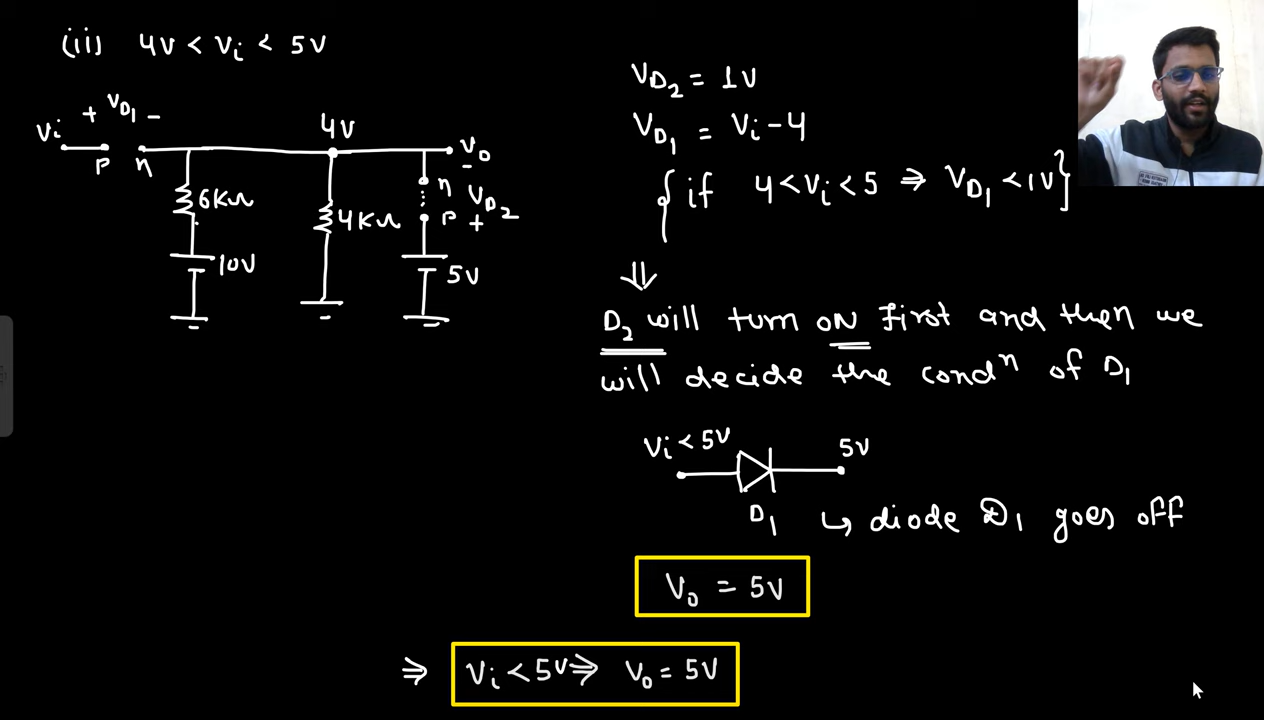 (ii) 4V < Vi < 5V
+ VD1 -
Vi
P
n
4V
Vo
6KΩ
10V
4KΩ
-
n
VD2
P
+
5V
VD2 = 1V
VD1 = Vi - 4
{ if 4 < Vi < 5 ⇒ VD1 < 1V }
⇓
D2 will turn ON first and then we
will decide the condn of D1
Vi < 5V
5V
D1
↳ diode D1 goes off
Vo = 5V
⇒ Vi < 5V ⇒ Vo = 5V